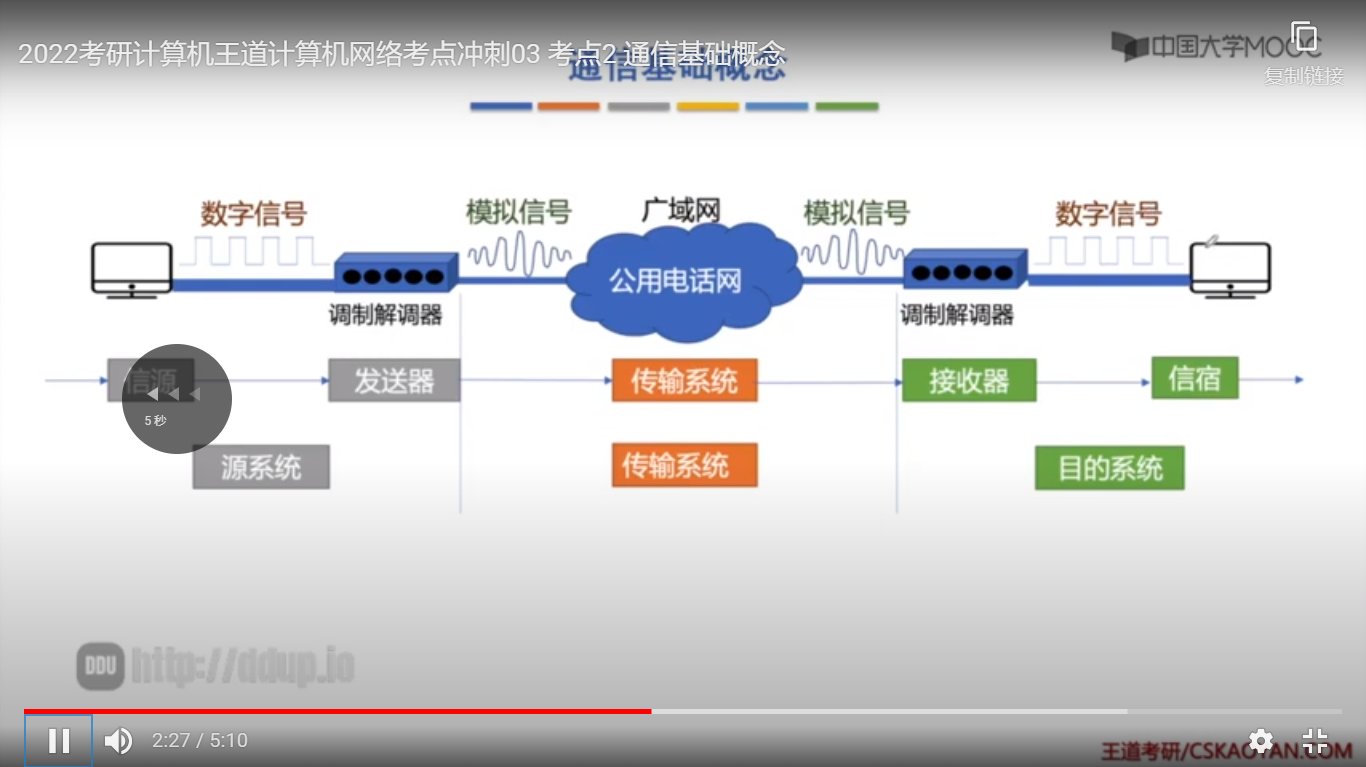 2022考研计算机王道计算机网络考点冲刺03 考点2 通信基础概念
中国大学MOOC
复制链接
通信基础概念
数字信号
模拟信号
广域网
模拟信号
数字信号
公用电话网
调制解调器
调制解调器
信源
发送器
传输系统
接收器
信宿
5 秒
源系统
传输系统
目的系统
DDU http://ddup.io
2:27 / 5:10
王道考研/CSKAOYAN.COM